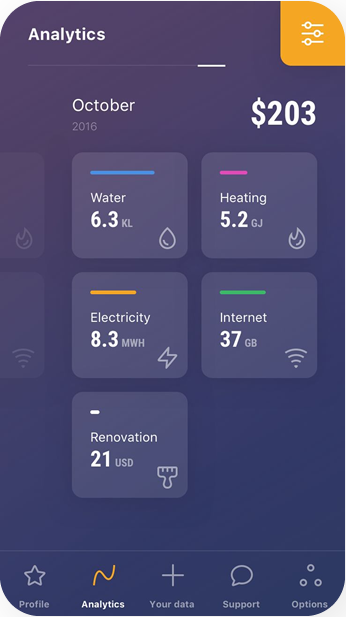 Analytics
October
$203
2016
Water
6.3 KL
Heating
5.2 GJ
Electricity
8.3 MWH
Internet
37 GB
Renovation
21 USD
Profile
Analytics
Your data
Support
Options